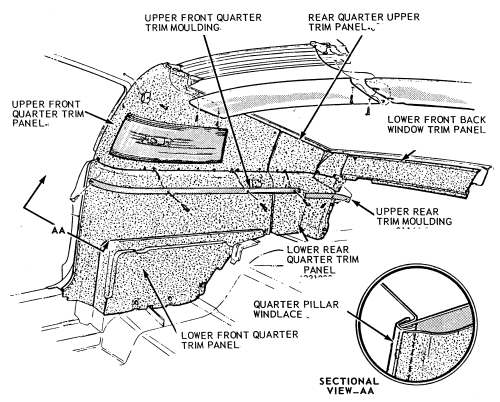 UPPER FRONT QUARTER
TRIM MOULDING
REAR QUARTER UPPER
TRIM PANEL
UPPER FRONT
QUARTER TRIM
PANEL
LOWER FRONT BACK
WINDOW TRIM PANEL
UPPER REAR
TRIM MOULDING
AA
LOWER REAR
QUARTER TRIM
PANEL
QUARTER PILLAR
WINDLACE
LOWER FRONT QUARTER
TRIM PANEL
SECTIONAL
VIEW-AA